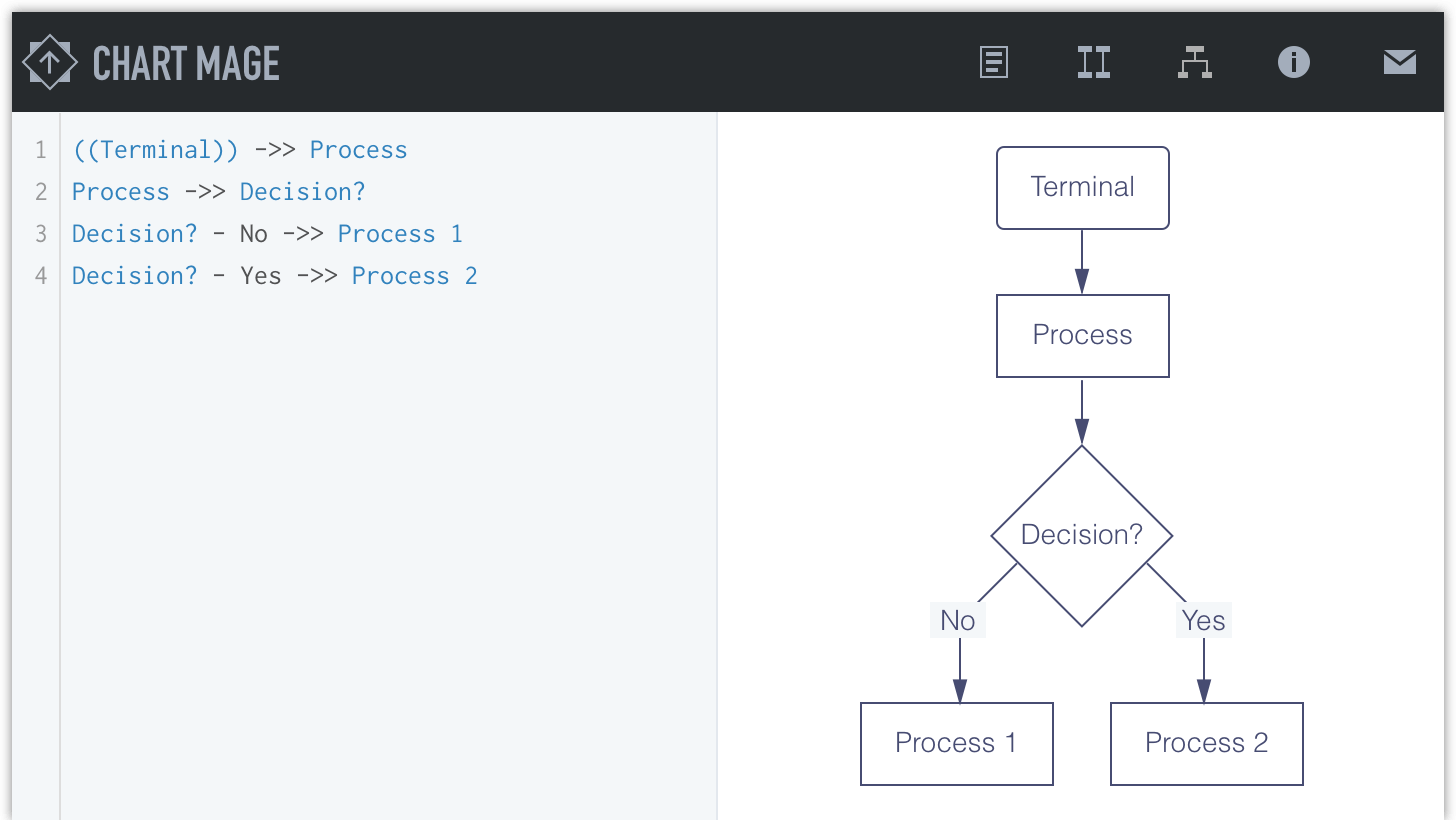 CHART MAGE
1 ((Terminal)) ->> Process
2 Process ->> Decision?
3 Decision? - No ->> Process 1
4 Decision? - Yes ->> Process 2
Terminal
Process
Decision?
No Yes
Process 1 Process 2